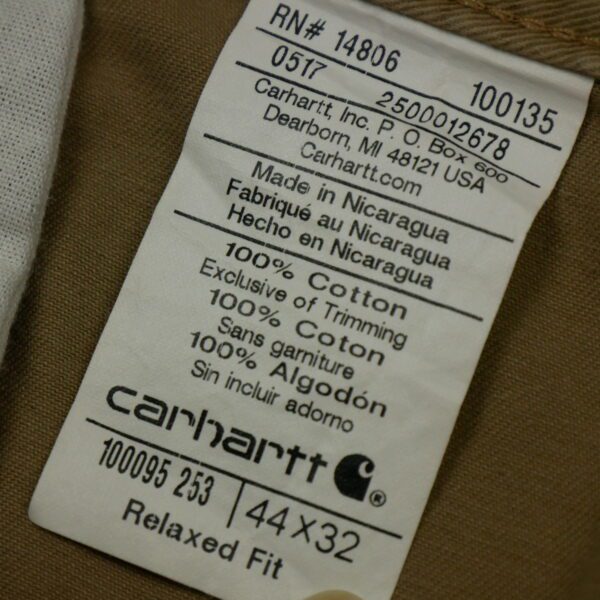 RN# 14806 100135
0517 2500012678
Carhartt, Inc. P. O. Box 600
Dearborn, MI 48121 USA
Carhartt.com
Made in Nicaragua
Fabriqué au Nicaragua
Hecho en Nicaragua
100% Cotton
Exclusive of Trimming
100% Coton
Sans garniture
100% Algodón
Sin incluir adorno
carhartt ®
100095 253 44 X 32
Relaxed Fit